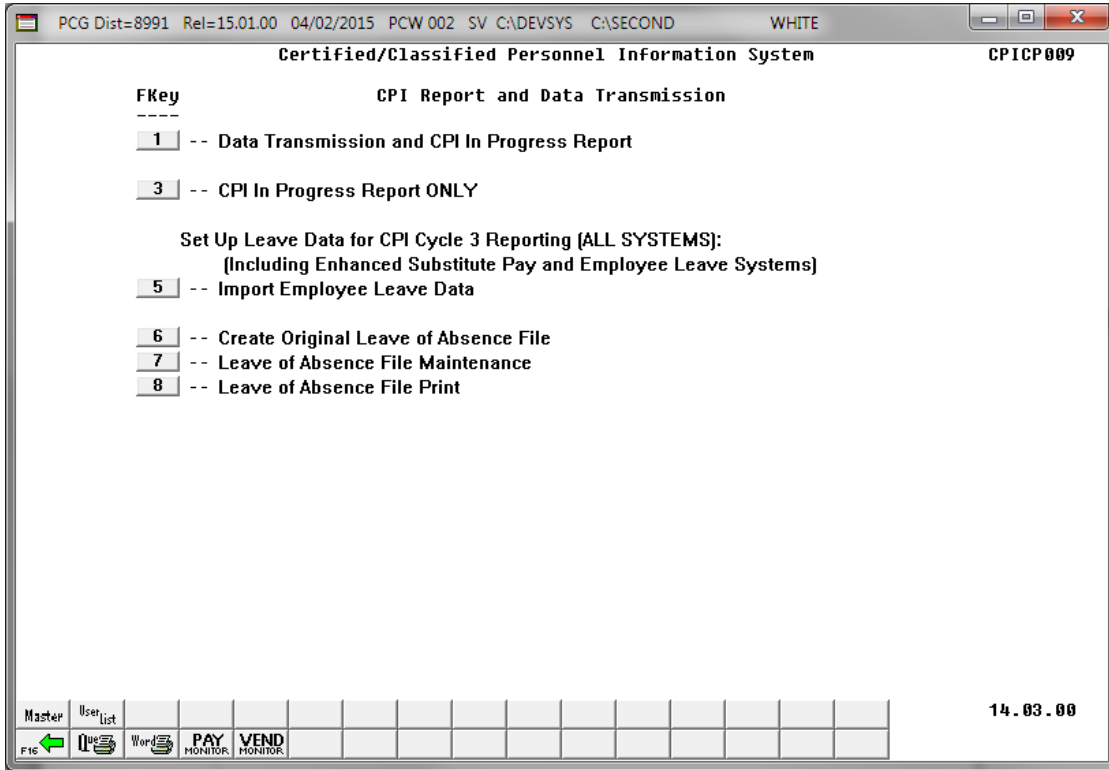 PCG Dist=8991 Rel=15.01.00 04/02/2015 PCW 002 SV C:\DEVSYS C:\SECOND WHITE
Certified/Classified Personnel Information System CPICP009
FKey CPI Report and Data Transmission
----
1 -- Data Transmission and CPI In Progress Report
3 -- CPI In Progress Report ONLY
Set Up Leave Data for CPI Cycle 3 Reporting (ALL SYSTEMS):
(Including Enhanced Substitute Pay and Employee Leave Systems)
5 -- Import Employee Leave Data
6 -- Create Original Leave of Absence File
7 -- Leave of Absence File Maintenance
8 -- Leave of Absence File Print
Master User List 14.03.00
F16 Que Word PAY MONITOR VEND MONITOR